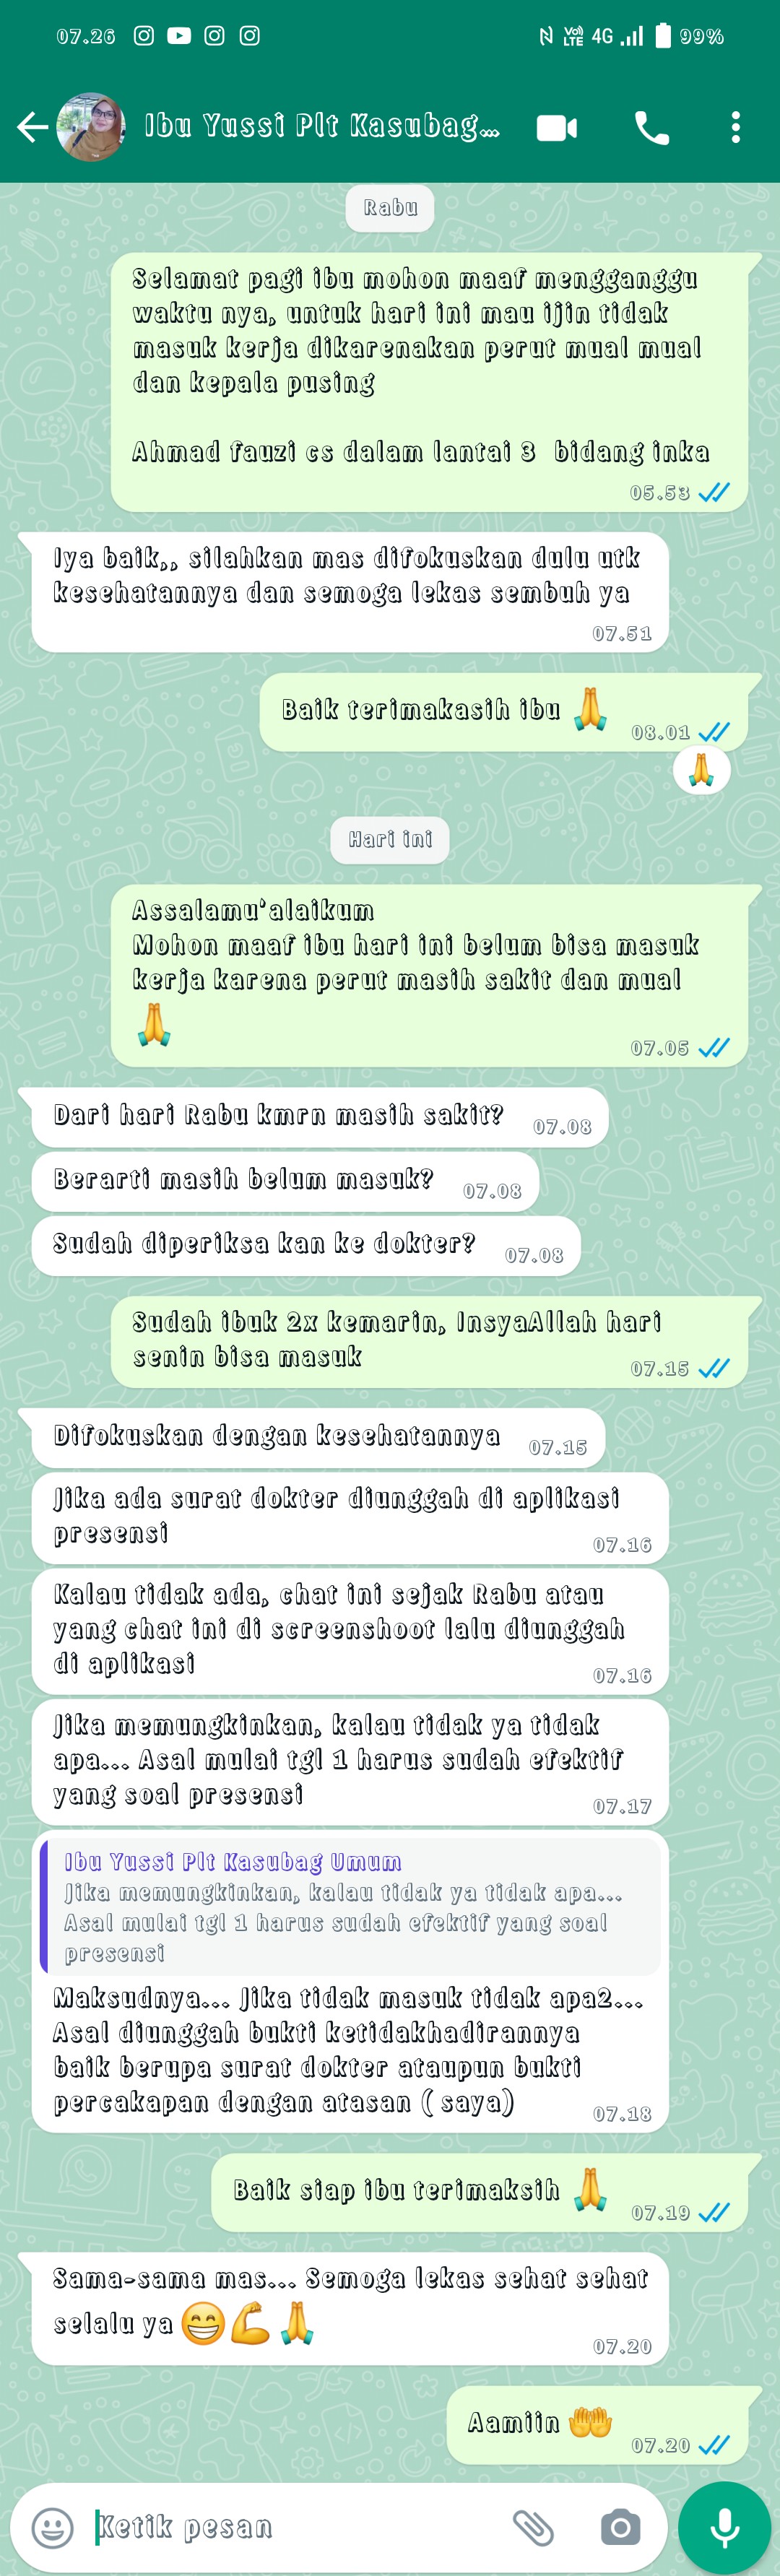 07.26
4G
99%
Ibu Yussi Plt Kasubag...
Rabu
Selamat pagi ibu mohon maaf mengganggu
waktu nya, untuk hari ini mau ijin tidak
masuk kerja dikarenakan perut mual mual
dan kepala pusing
Ahmad fauzi cs dalam lantai 3  bidang inka
05.53
Iya baik,, silahkan mas difokuskan dulu utk
kesehatannya dan semoga lekas sembuh ya
07.51
Baik terimakasih ibu 🙏
08.01
🙏
Hari ini
Assalamu'alaikum
Mohon maaf ibu hari ini belum bisa masuk
kerja karena perut masih sakit dan mual
🙏
07.05
Dari hari Rabu kmrn masih sakit?
07.08
Berarti masih belum masuk?
07.08
Sudah diperiksa kan ke dokter?
07.08
Sudah ibuk 2x kemarin, InsyaAllah hari
senin bisa masuk
07.15
Difokuskan dengan kesehatannya
07.15
Jika ada surat dokter diunggah di aplikasi
presensi
07.16
Kalau tidak ada, chat ini sejak Rabu atau
yang chat ini di screenshoot lalu diunggah
di aplikasi
07.16
Jika memungkinkan, kalau tidak ya tidak
apa... Asal mulai tgl 1 harus sudah efektif
yang soal presensi
07.17
Ibu Yussi Plt Kasubag Umum
Jika memungkinkan, kalau tidak ya tidak apa...
Asal mulai tgl 1 harus sudah efektif yang soal
presensi
Maksudnya... Jika tidak masuk tidak apa2...
Asal diunggah bukti ketidakhadirannya
baik berupa surat dokter ataupun bukti
percakapan dengan atasan ( saya)
07.18
Baik siap ibu terimaksih 🙏
07.19
Sama-sama mas... Semoga lekas sehat sehat
selalu ya 😁💪🙏
07.20
Aamiin 🤲
07.20
Ketik pesan